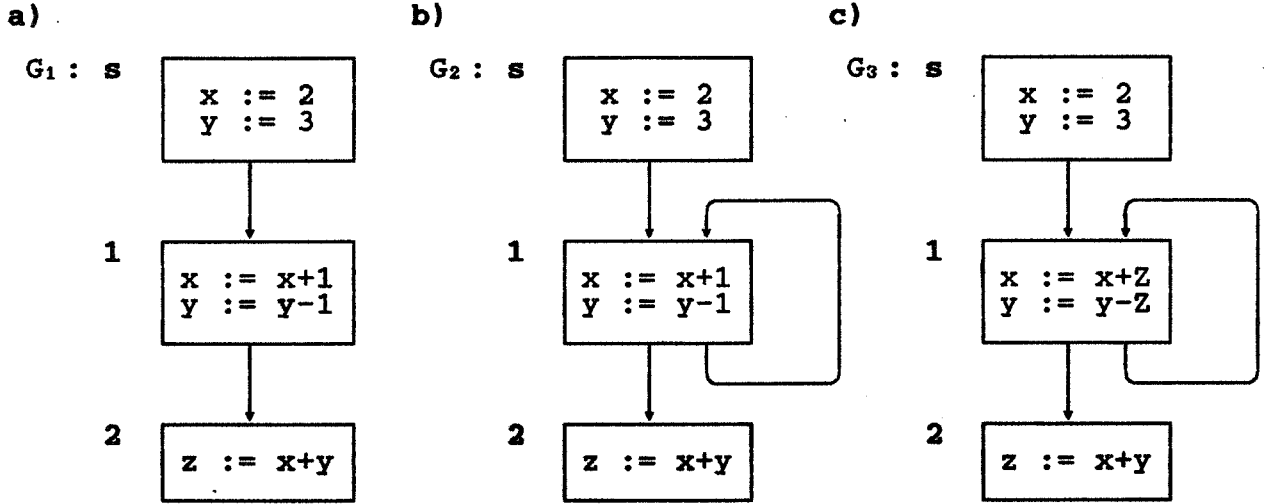 a)
G₁ : s
x := 2
y := 3
1
x := x+1
y := y-1
2
z := x+y
b)
G₂ : s
x := 2
y := 3
1
x := x+1
y := y-1
2
z := x+y
c)
G₃ : s
x := 2
y := 3
1
x := x+Z
y := y-Z
2
z := x+y